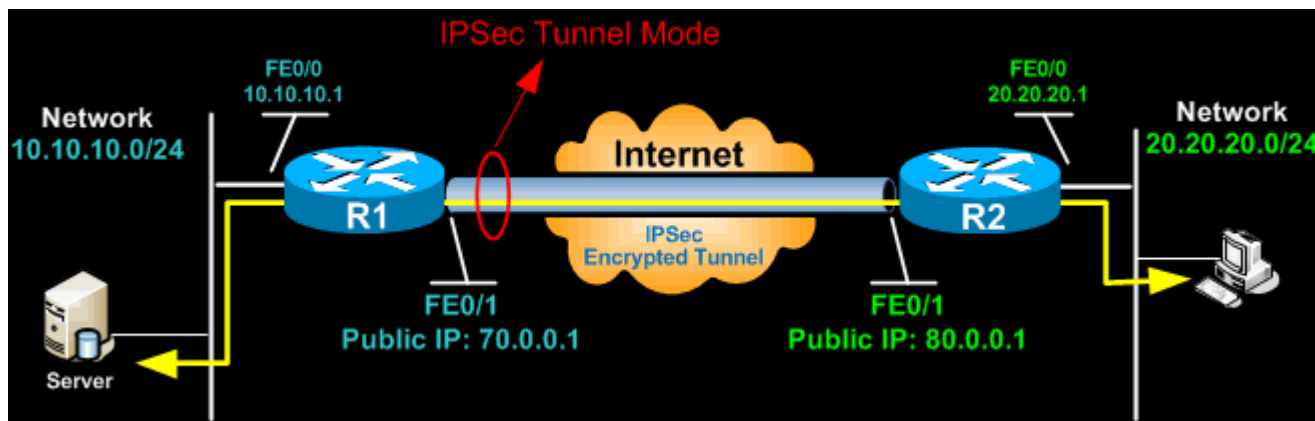 IPSec Tunnel Mode
FE0/0
10.10.10.1
FE0/0
20.20.20.1
Network
10.10.10.0/24
Network
20.20.20.0/24
Internet
R1
R2
IPSec
Encrypted Tunnel
FE0/1
Public IP: 70.0.0.1
FE0/1
Public IP: 80.0.0.1
Server